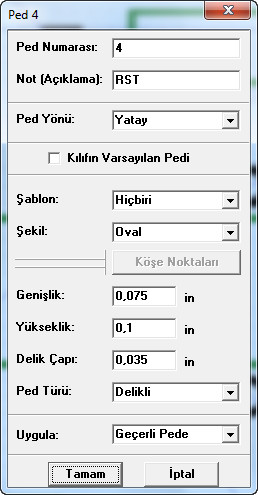 Ped 4
Ped Numarası: 4
Not (Açıklama): RST
Ped Yönü: Yatay
Kılıfın Varsayılan Pedi
Şablon: Hiçbiri
Şekil: Oval
Köşe Noktaları
Genişlik: 0,075 in
Yükseklik: 0,1 in
Delik Çapı: 0,035 in
Ped Türü: Delikli
Uygula: Geçerli Pede
Tamam İptal